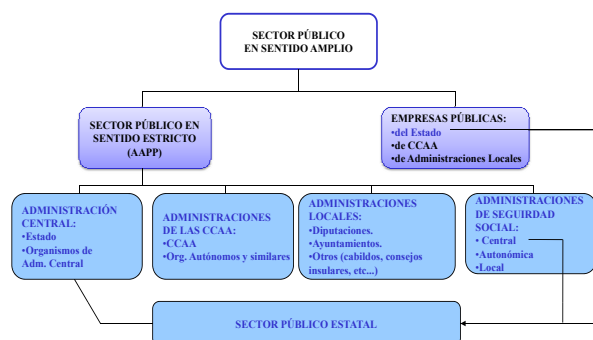 SECTOR PÚBLICO
EN SENTIDO AMPLIO
SECTOR PÚBLICO EN
SENTIDO ESTRICTO
(AAPP)
EMPRESAS PÚBLICAS:
•del Estado
•de CCAA
•de Administraciones Locales
ADMINISTRACIÓN
CENTRAL:
•Estado
•Organismos de
Adm. Central
ADMINISTRACIONES
DE LAS CCAA:
•CCAA
•Org. Autónomos y similares
ADMINISTRACIONES
LOCALES:
•Diputaciones.
•Ayuntamientos.
•Otros (cabildos, consejos
insulares, etc...)
ADMINISTRACIONES
DE SEGUIRDAD
SOCIAL:
• Central
•Autonómica
•Local
SECTOR PÚBLICO ESTATAL